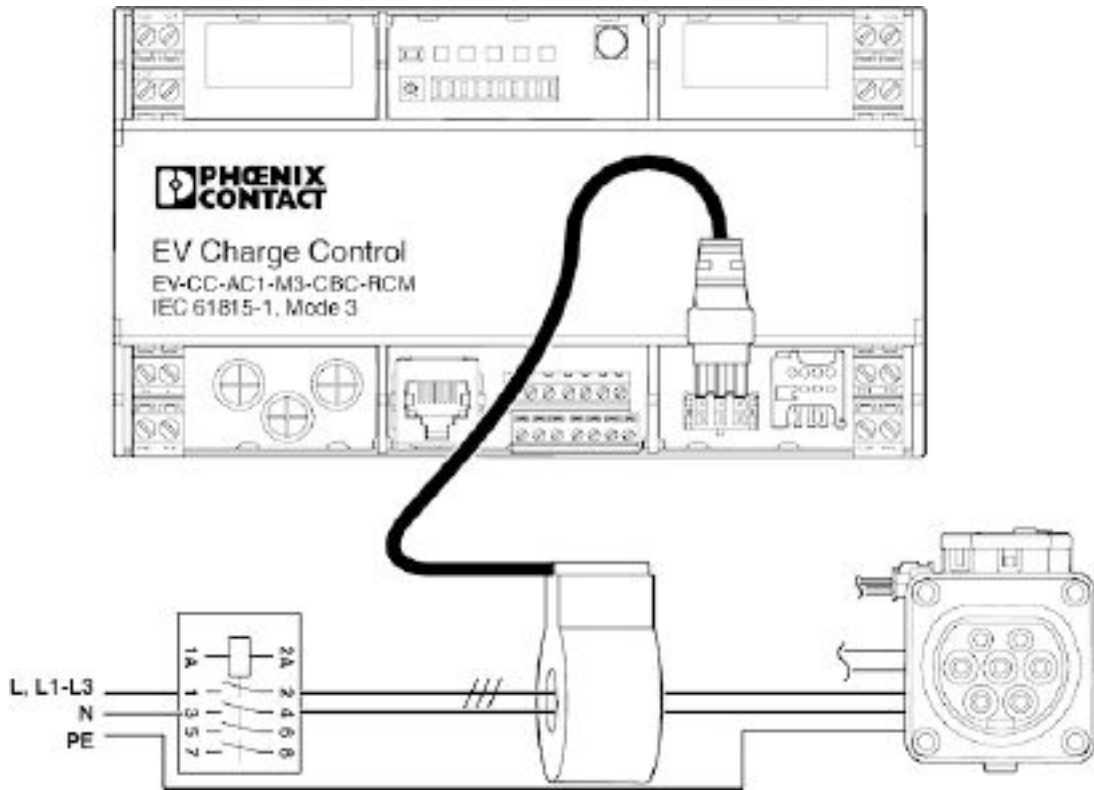 PHŒNIX
CONTACT
EV Charge Control
EV-CC-AC1-M3-CBC-RCM
IEC 61815-1, Mode 3
1A 2A
L, L1-L3 1 2
N 3 4
5 6
PE 7 8